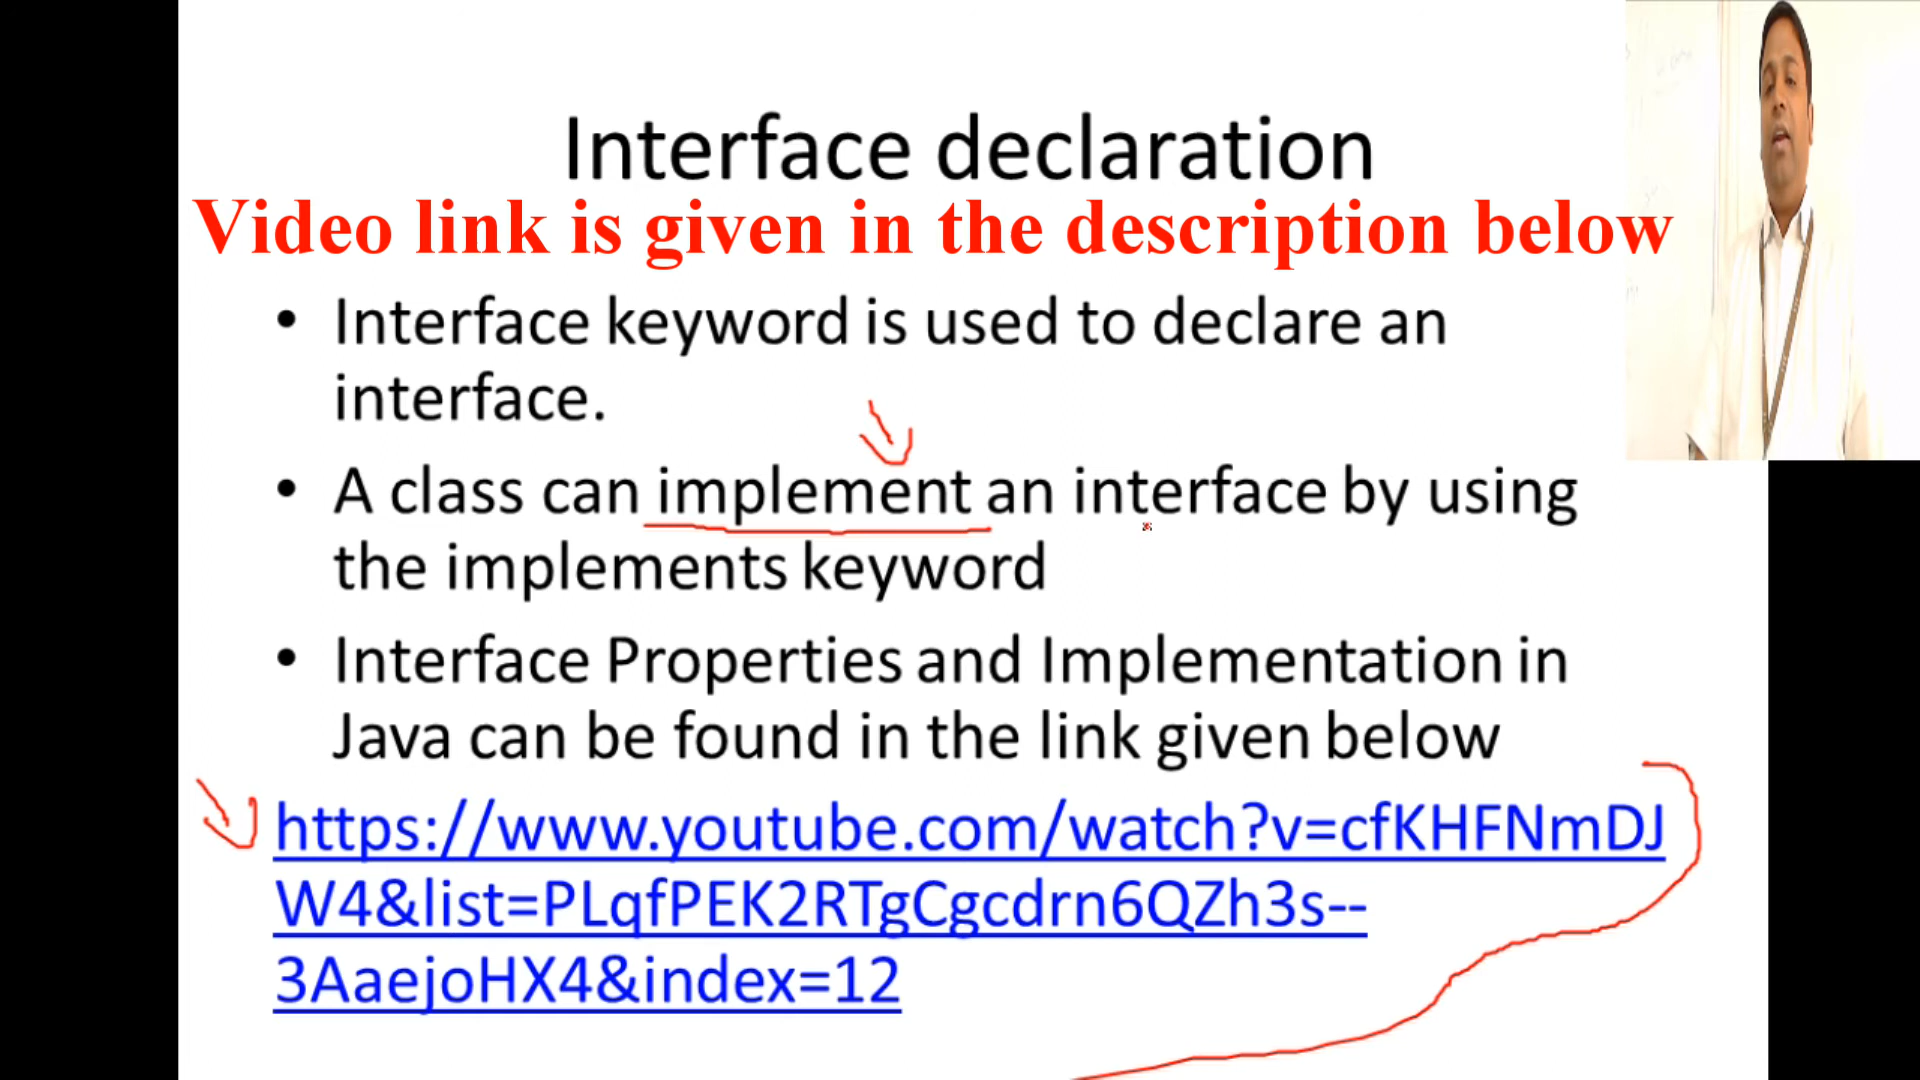 Interface declaration
Video link is given in the description below
• Interface keyword is used to declare an
interface.
• A class can implement an interface by using
the implements keyword
• Interface Properties and Implementation in
Java can be found in the link given below
https://www.youtube.com/watch?v=cfKHFNmDJ
W4&list=PLqfPEK2RTgCgcdrn6QZh3s--
3AaejoHX4&index=12